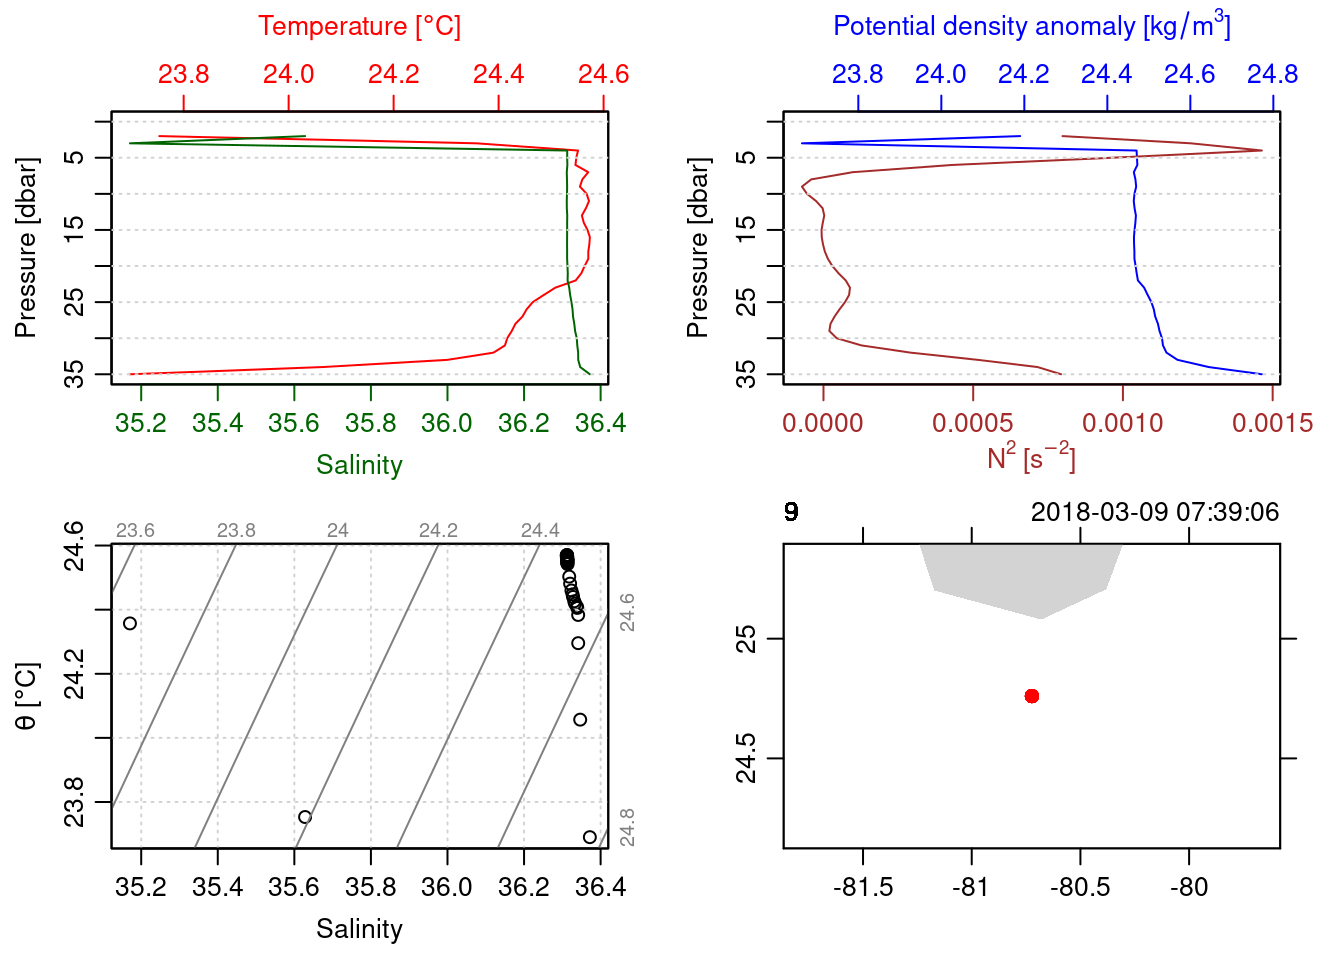 Temperature [°C]
23.8 24.0 24.2 24.4 24.6
Pressure [dbar]
5
15
25
35
35.2 35.4 35.6 35.8 36.0 36.2 36.4
Salinity
Potential density anomaly [kg/m³]
23.8 24.0 24.2 24.4 24.6 24.8
Pressure [dbar]
5
15
25
35
0.0000 0.0005 0.0010 0.0015
N² [s⁻²]
23.6 23.8 24 24.2 24.4
24.6
24.8
θ [°C]
24.6
24.2
23.8
35.2 35.4 35.6 35.8 36.0 36.2 36.4
Salinity
2018-03-09 07:39:06
25
24.5
-81.5 -81 -80.5 -80